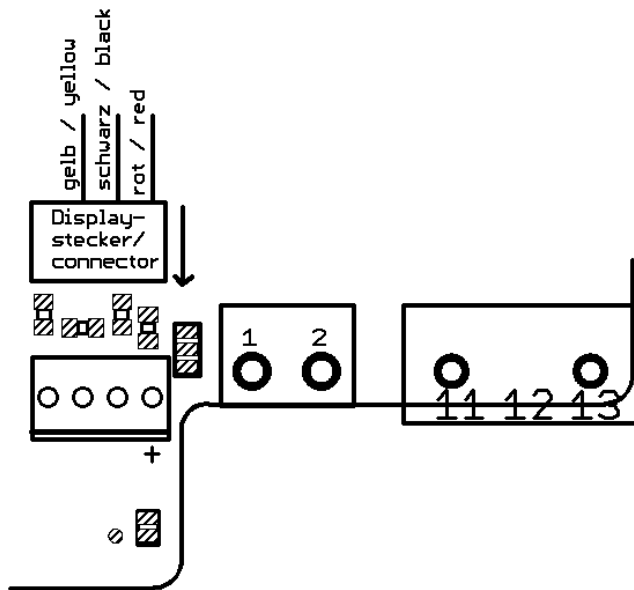 gelb / yellow
schwarz / black
rot / red
Display-
stecker/
connector
1 2
11 12 13
+